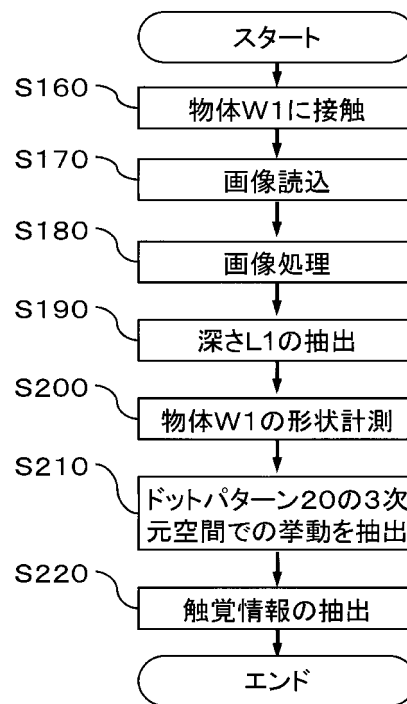 スタート
S160
物体W1に接触
S170
画像読込
S180
画像処理
S190
深さL1の抽出
S200
物体W1の形状計測
S210
ドットパターン20の3次
元空間での挙動を抽出
S220
触覚情報の抽出
エンド